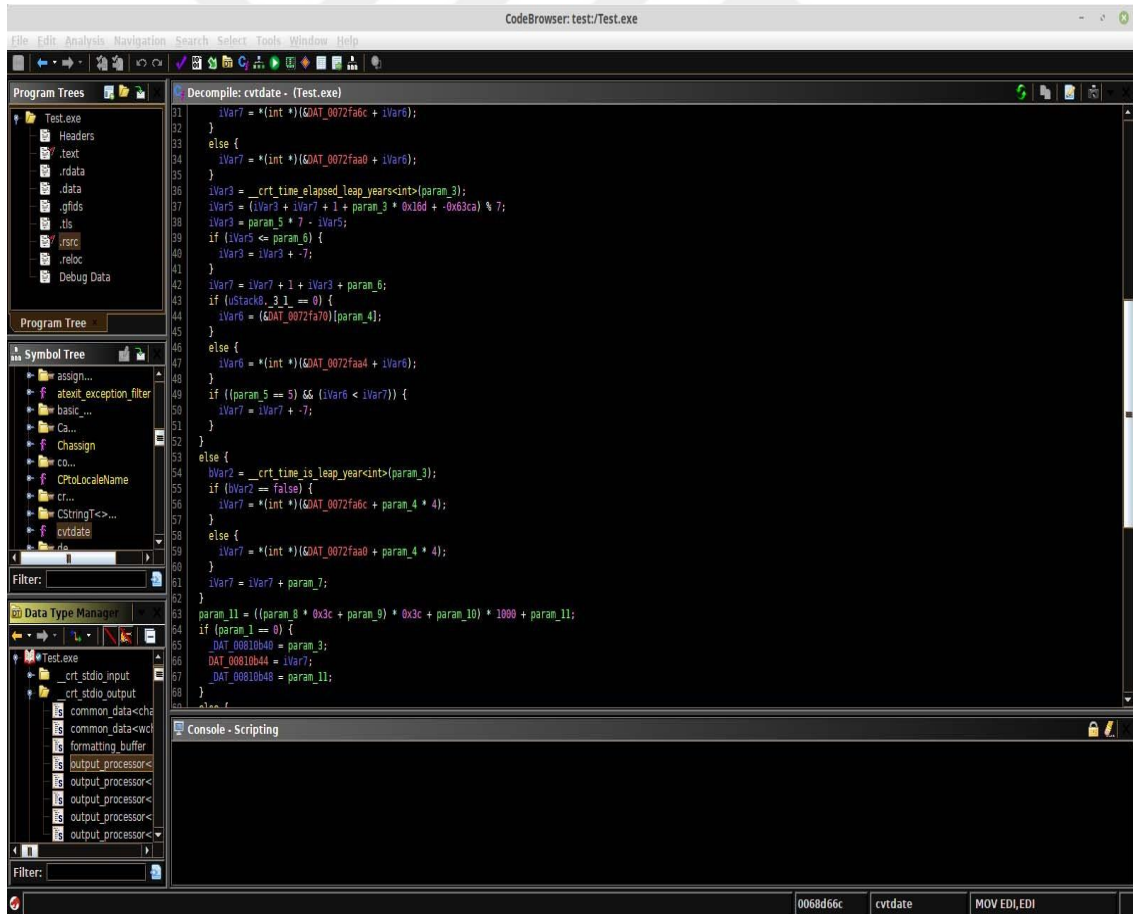 CodeBrowser: test:/Test.exe
File Edit Analysis Navigation Search Select Tools Window Help
Program Trees
Test.exe
Headers
.text
.rdata
.data
.gfids
.tls
.rsrc
.reloc
Debug Data
Program Tree
Symbol Tree
assign...
atexit_exception_filter
basic_...
Ca...
Chassign
co...
CPtoLocaleName
cr...
CStringT<>...
cvtdate
de...
Filter:
Data Type Manager
Test.exe
__crt_stdio_input
__crt_stdio_output
common_data<cha
common_data<wch
formatting_buffer
output_processor<
output_processor<
output_processor<
output_processor<
output_processor<
Filter:
Decompile: cvtdate - (Test.exe)
31 iVar7 = *(int *)(&DAT_0072fa6c + iVar6);
32 }
33 else {
34 iVar7 = *(int *)(&DAT_0072faa0 + iVar6);
35 }
36 iVar3 = __crt_time_elapsed_leap_years<int>(param_3);
37 iVar5 = (iVar3 + iVar7 + 1 + param_3 * 0x16d + -0x63ca) % 7;
38 iVar3 = param_5 * 7 - iVar5;
39 if (iVar5 <= param_6) {
40 iVar3 = iVar3 + -7;
41 }
42 iVar7 = iVar7 + 1 + iVar3 + param_6;
43 if (uStack8._3_1_ == 0) {
44 iVar6 = (&DAT_0072fa70)[param_4];
45 }
46 else {
47 iVar6 = *(int *)(&DAT_0072faa4 + iVar6);
48 }
49 if ((param_5 == 5) && (iVar6 < iVar7)) {
50 iVar7 = iVar7 + -7;
51 }
52 }
53 else {
54 bVar2 = __crt_time_is_leap_year<int>(param_3);
55 if (bVar2 == false) {
56 iVar7 = *(int *)(&DAT_0072fa6c + param_4 * 4);
57 }
58 else {
59 iVar7 = *(int *)(&DAT_0072faa0 + param_4 * 4);
60 }
61 iVar7 = iVar7 + param_7;
62 }
63 param_11 = ((param_8 * 0x3c + param_9) * 0x3c + param_10) * 1000 + param_11;
64 if (param_1 == 0) {
65 _DAT_00810b40 = param_3;
66 DAT_00810b44 = iVar7;
67 _DAT_00810b48 = param_11;
68 }
69 else {
Console - Scripting
0068d66c cvtdate MOV EDI,EDI